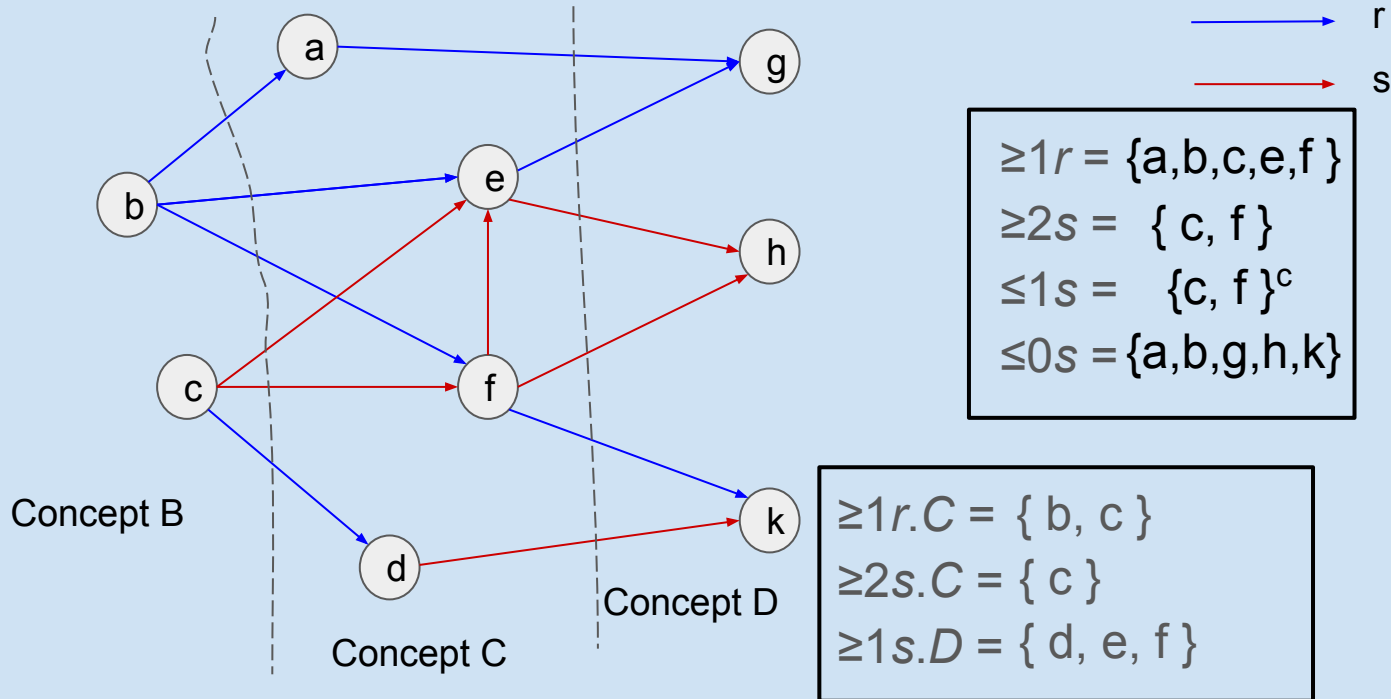 r
s
a
g
b
e
h
c
f
d
k
Concept B
Concept C
Concept D
≥1r = {a,b,c,e,f }
≥2s = { c, f }
≤1s = {c, f }ᶜ
≤0s = {a,b,g,h,k}
≥1r.C = { b, c }
≥2s.C = { c }
≥1s.D = { d, e, f }